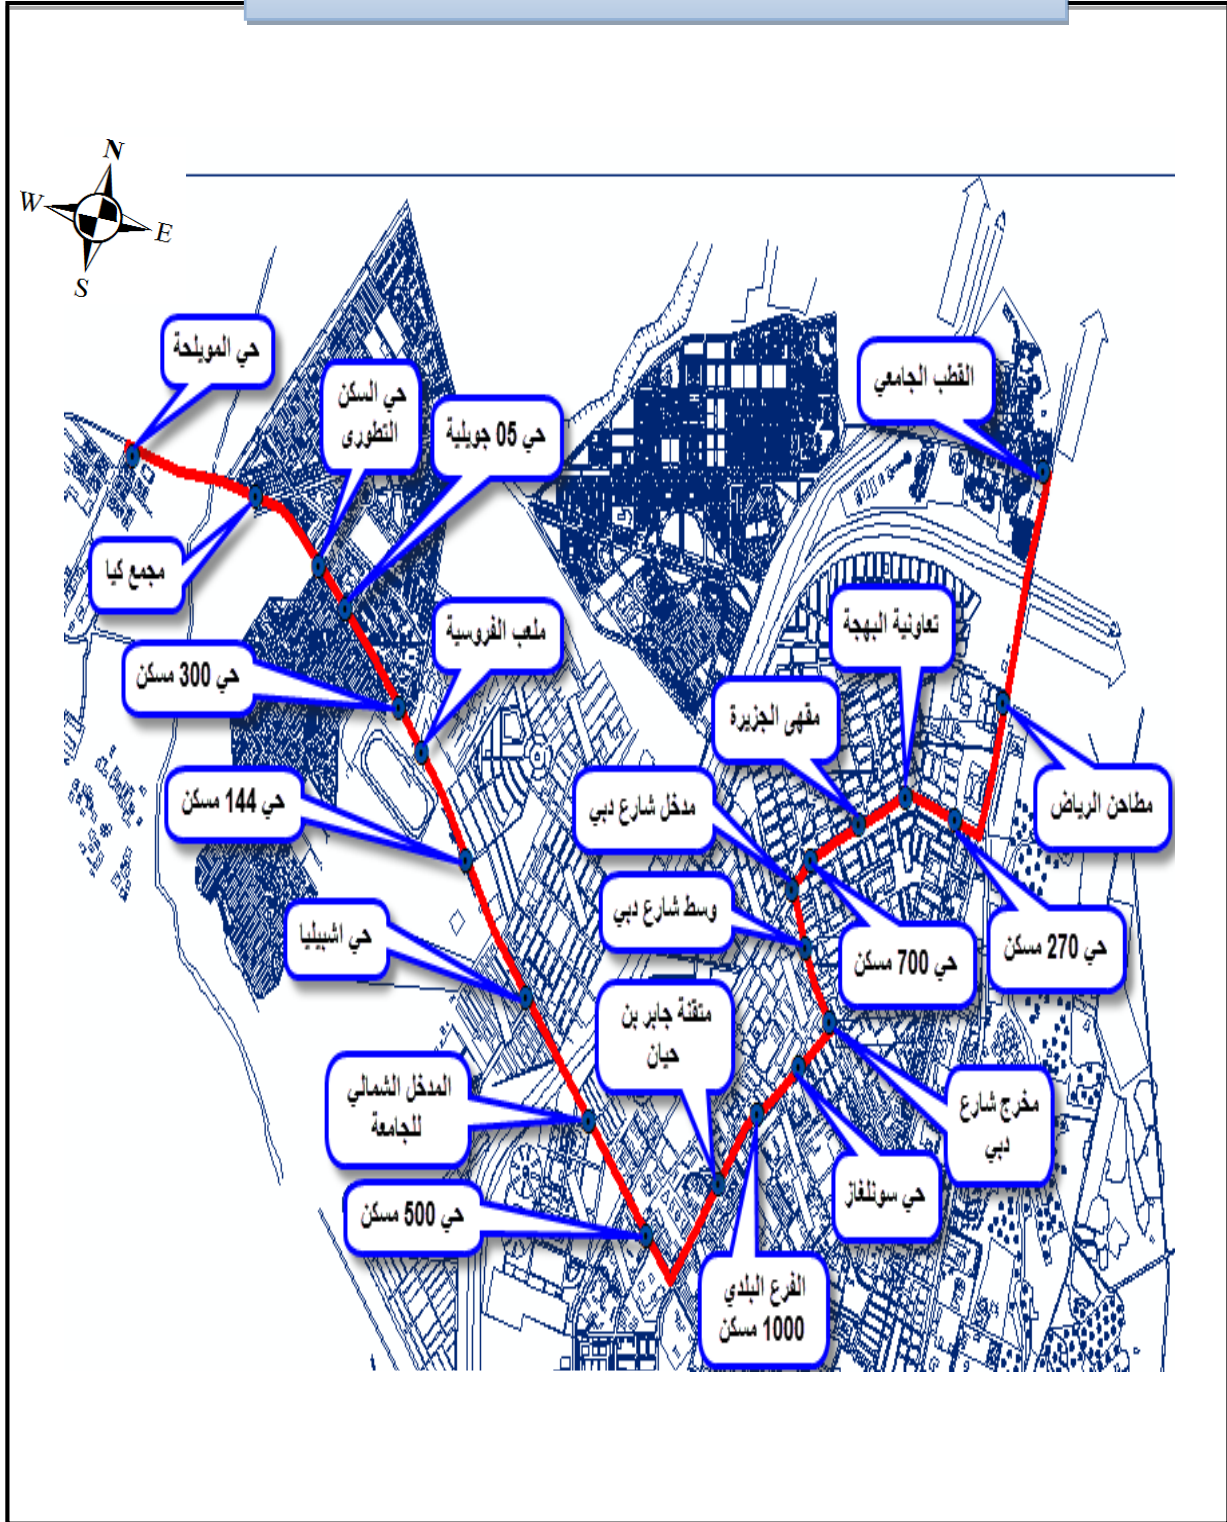 N
W
E
S
حي المويلحة
حي السكن
التطورى
حي 05 جويلية
القطب الجامعي
مجمع كيا
ملعب الفروسية
تعاونية البهجة
حي 300 مسكن
مقهى الجزيرة
حي 144 مسكن
مدخل شارع دبي
مطاحن الرياض
وسط شارع دبي
حي اشبيليا
حي 700 مسكن
حي 270 مسكن
متقنة جابر بن
حيان
المدخل الشمالي
للجامعة
مخرج شارع
دبي
حي سونلغاز
حي 500 مسكن
الفرع البلدي
1000 مسكن